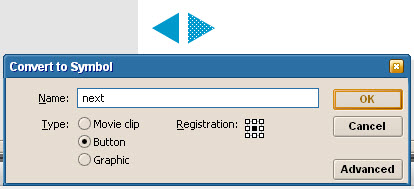 Convert to Symbol
Name: next OK
Type: Movie clip Registration: Cancel
Button
Graphic Advanced